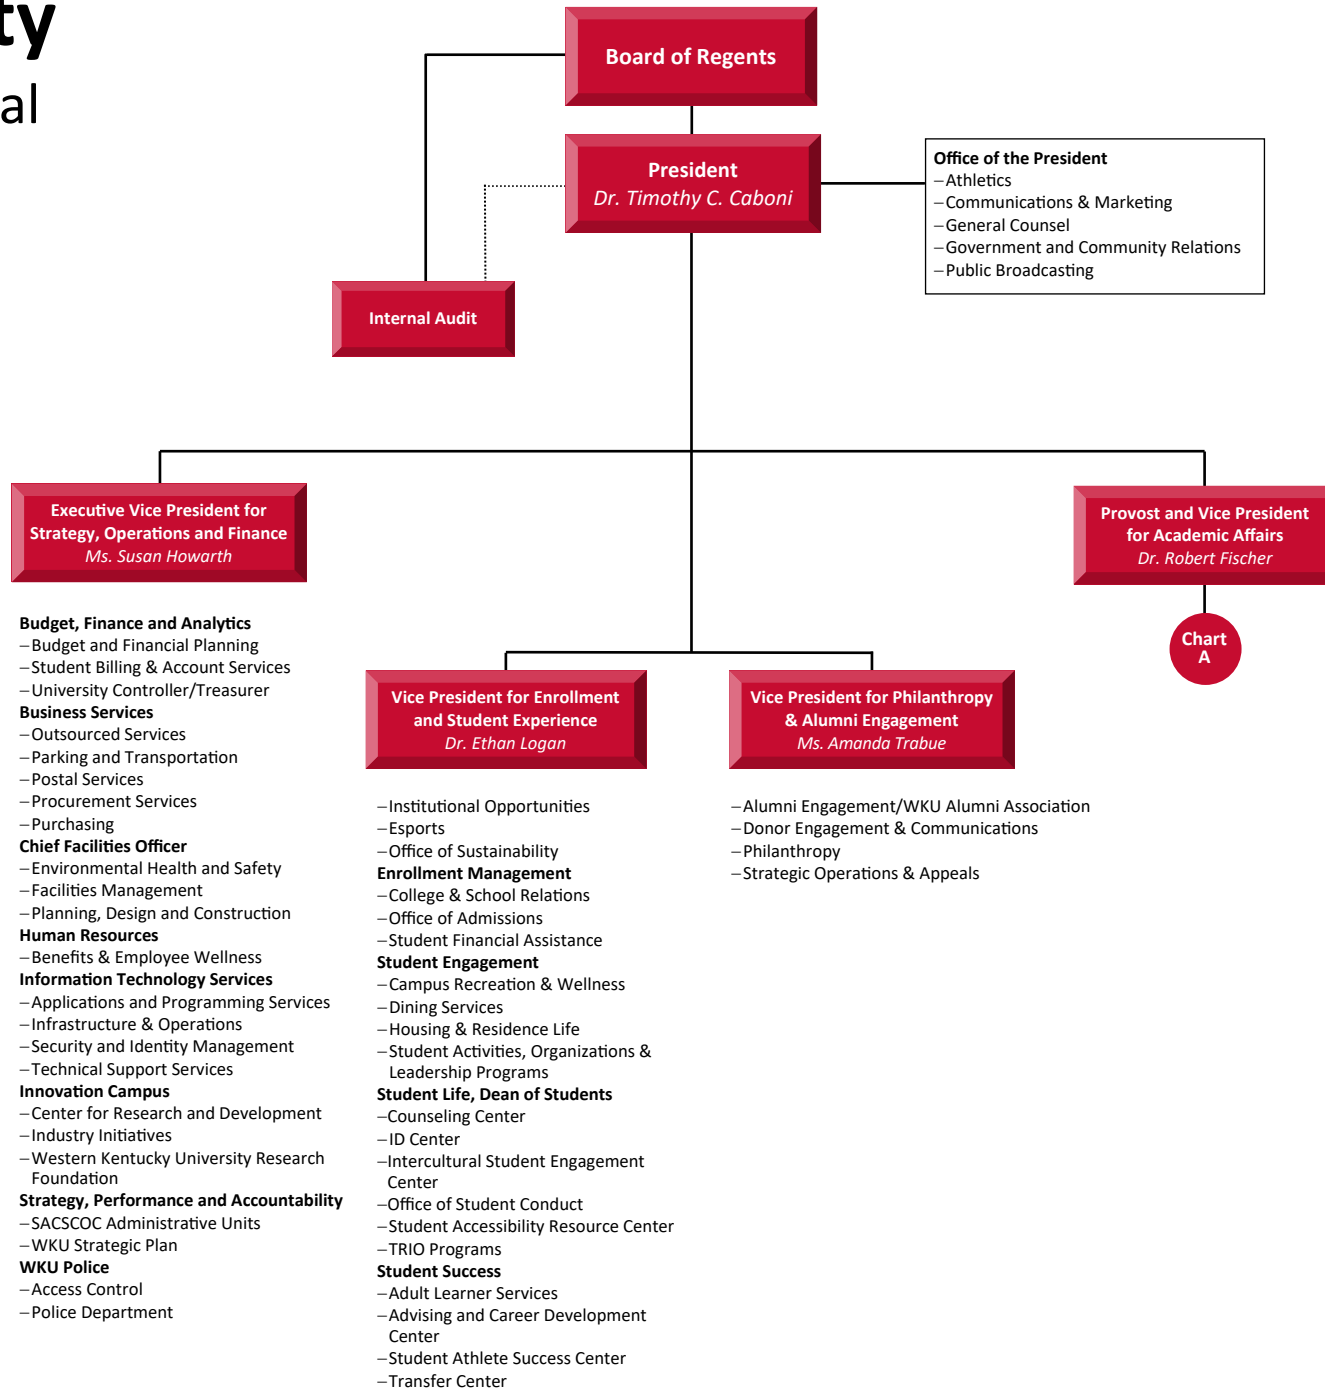 ty
al
Board of Regents
President
Dr. Timothy C. Caboni
Office of the President
–Athletics
–Communications & Marketing
–General Counsel
–Government and Community Relations
–Public Broadcasting
Internal Audit
Executive Vice President for
Strategy, Operations and Finance
Ms. Susan Howarth
Budget, Finance and Analytics
–Budget and Financial Planning
–Student Billing & Account Services
–University Controller/Treasurer
Business Services
–Outsourced Services
–Parking and Transportation
–Postal Services
–Procurement Services
–Purchasing
Chief Facilities Officer
–Environmental Health and Safety
–Facilities Management
–Planning, Design and Construction
Human Resources
–Benefits & Employee Wellness
Information Technology Services
–Applications and Programming Services
–Infrastructure & Operations
–Security and Identity Management
–Technical Support Services
Innovation Campus
–Center for Research and Development
–Industry Initiatives
–Western Kentucky University Research
Foundation
Strategy, Performance and Accountability
–SACSCOC Administrative Units
–WKU Strategic Plan
WKU Police
–Access Control
–Police Department
Vice President for Enrollment
and Student Experience
Dr. Ethan Logan
–Institutional Opportunities
–Esports
–Office of Sustainability
Enrollment Management
–College & School Relations
–Office of Admissions
–Student Financial Assistance
Student Engagement
–Campus Recreation & Wellness
–Dining Services
–Housing & Residence Life
–Student Activities, Organizations &
Leadership Programs
Student Life, Dean of Students
–Counseling Center
–ID Center
–Intercultural Student Engagement
Center
–Office of Student Conduct
–Student Accessibility Resource Center
–TRIO Programs
Student Success
–Adult Learner Services
–Advising and Career Development
Center
–Student Athlete Success Center
–Transfer Center
Vice President for Philanthropy
& Alumni Engagement
Ms. Amanda Trabue
–Alumni Engagement/WKU Alumni Association
–Donor Engagement & Communications
–Philanthropy
–Strategic Operations & Appeals
Provost and Vice President
for Academic Affairs
Dr. Robert Fischer
Chart
A